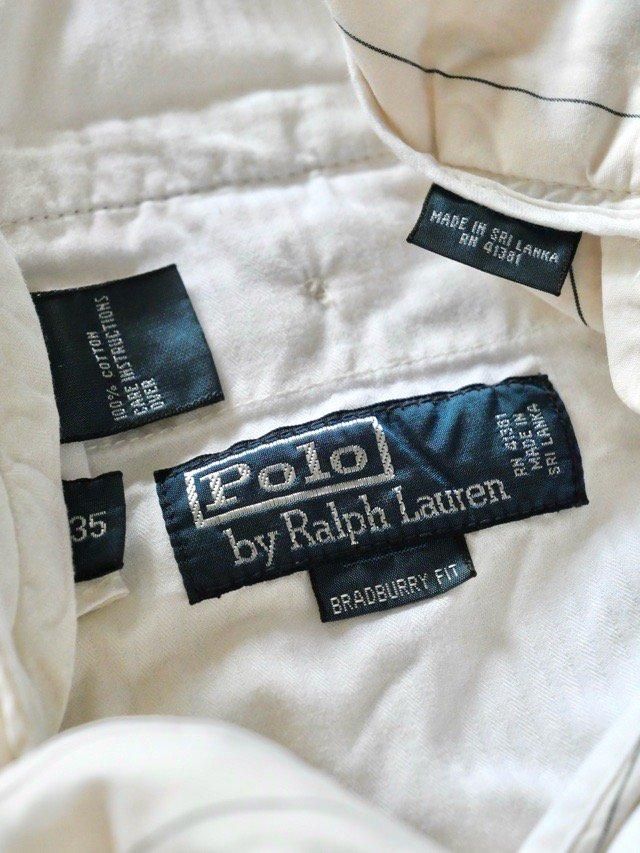 MADE IN SRI LANKA
RN 41381
100% COTTON
CARE INSTRUCTIONS
OVER
35
Polo
by Ralph Lauren
RN 41381
MADE IN
SRI LANKA
BRADBURRY FIT